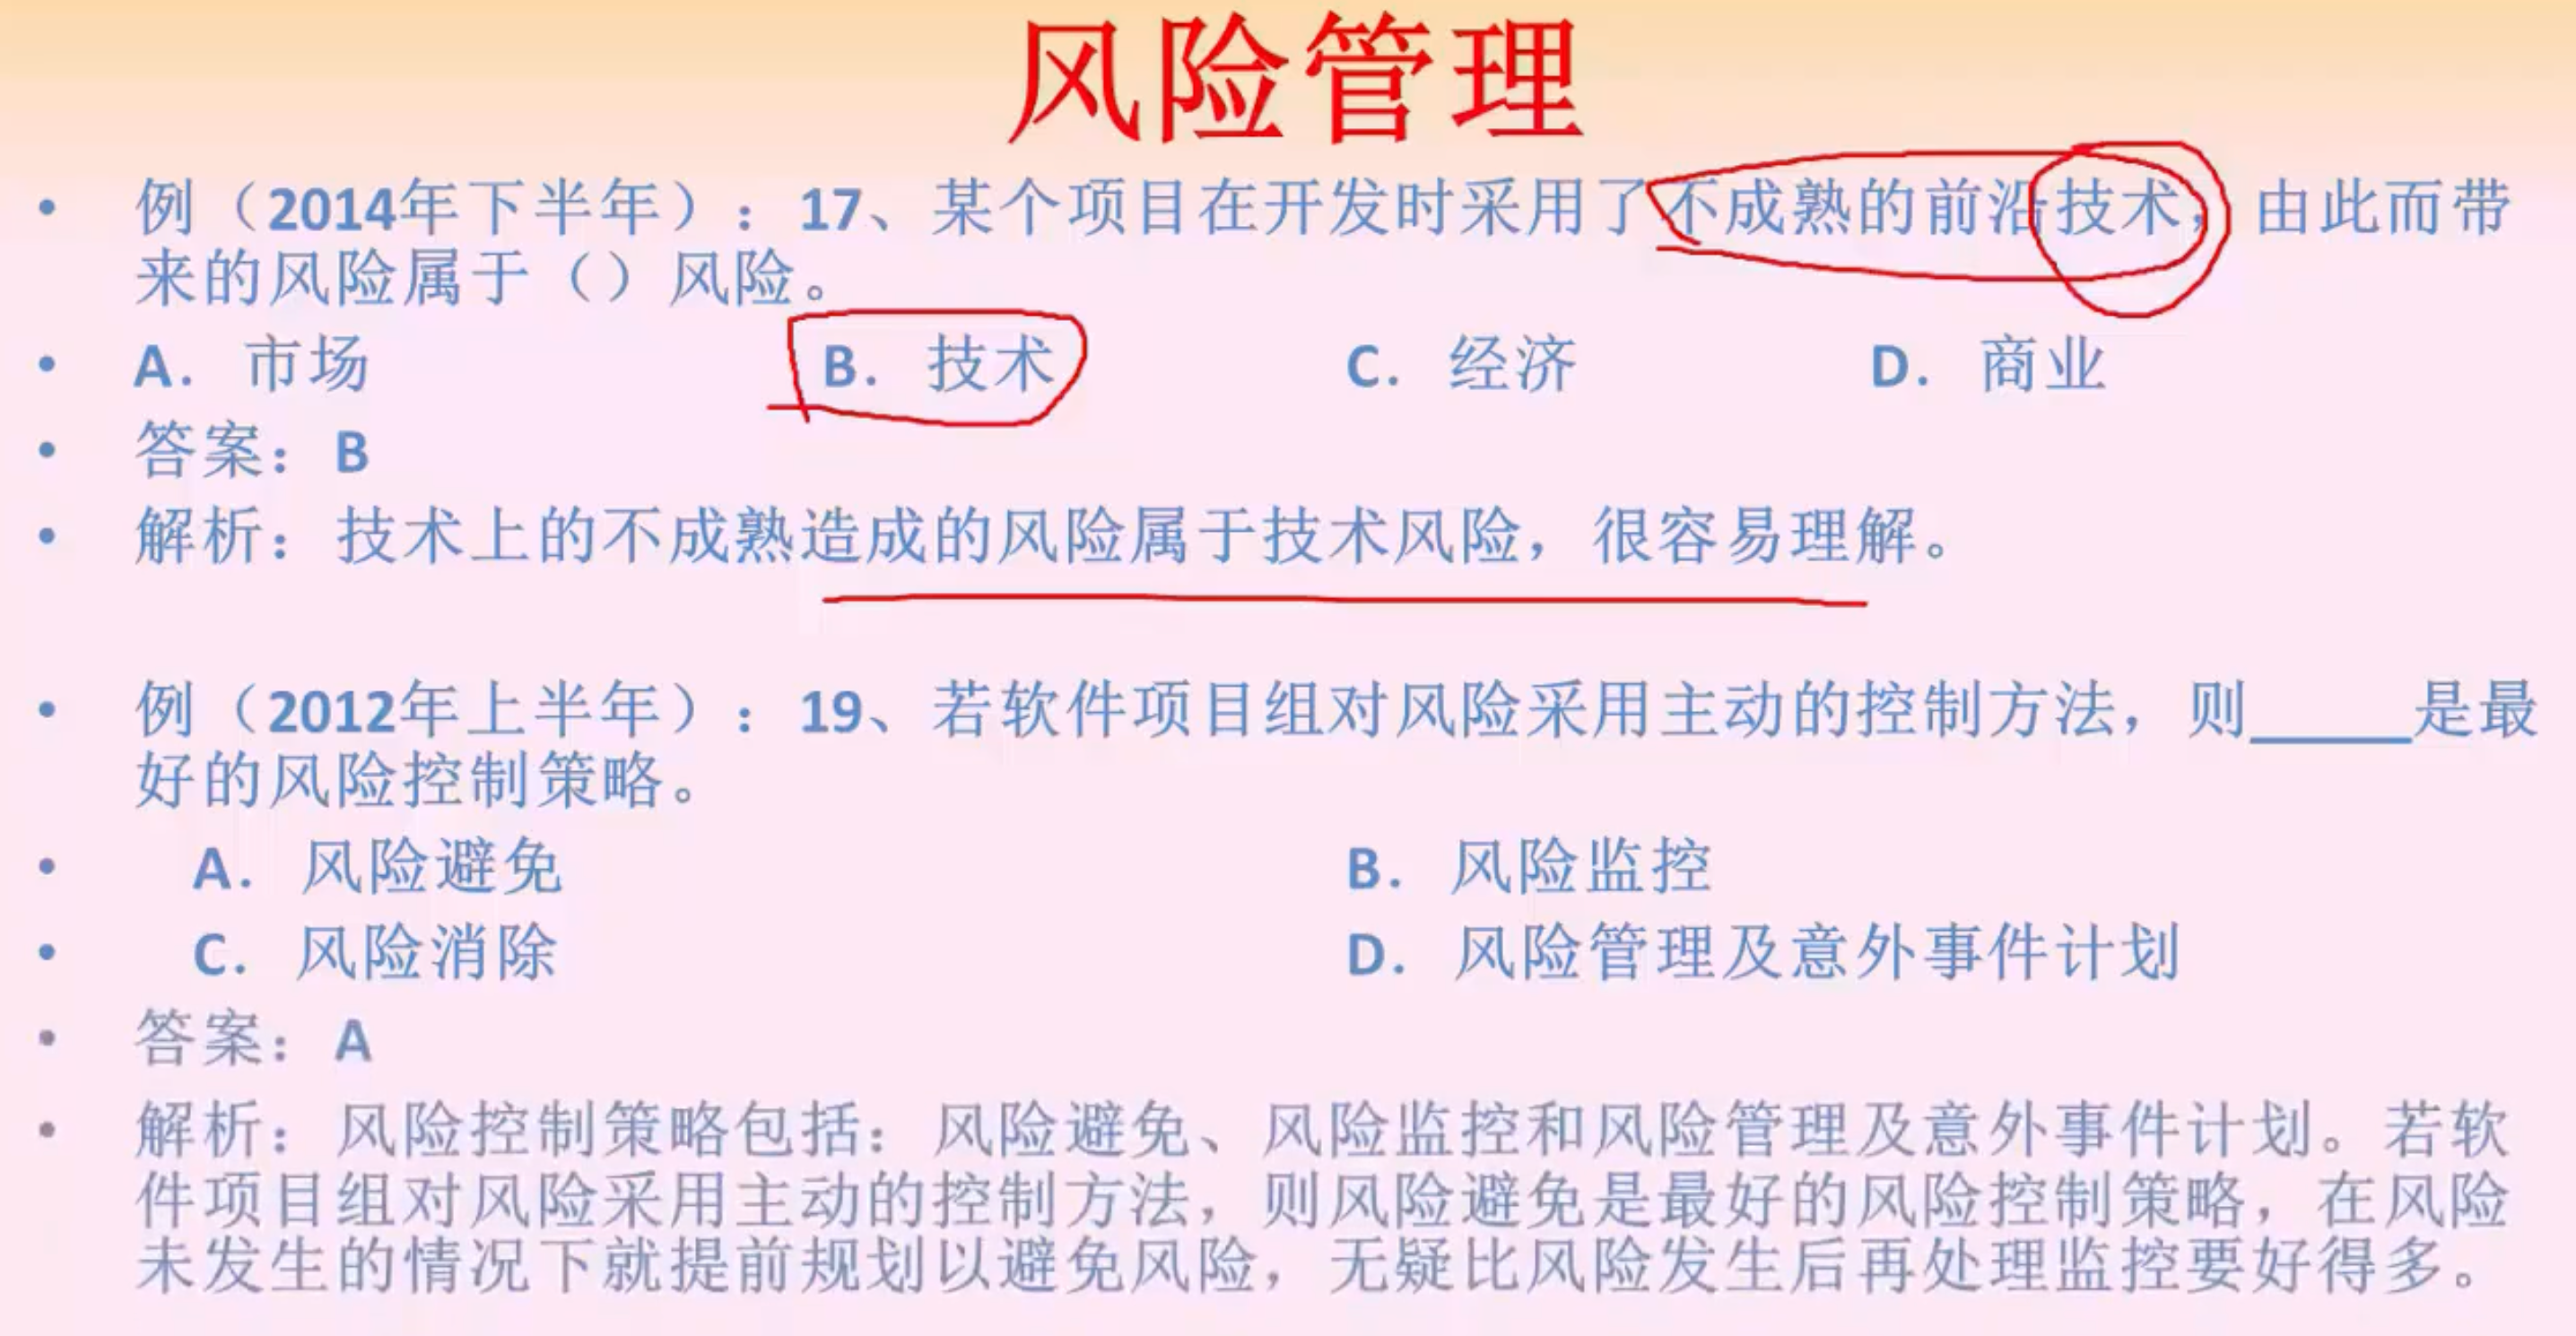 风险管理
• 例（2014年下半年）：17、某个项目在开发时采用了不成熟的前沿技术，由此而带
来的风险属于（）风险。
• A. 市场 B. 技术 C. 经济 D. 商业
• 答案：B
• 解析：技术上的不成熟造成的风险属于技术风险，很容易理解。
• 例（2012年上半年）：19、若软件项目组对风险采用主动的控制方法，则_____是最
好的风险控制策略。
• A. 风险避免 B. 风险监控
• C. 风险消除 D. 风险管理及意外事件计划
• 答案：A
• 解析：风险控制策略包括：风险避免、风险监控和风险管理及意外事件计划。若软
件项目组对风险采用主动的控制方法，则风险避免是最好的风险控制策略，在风险
未发生的情况下就提前规划以避免风险，无疑比风险发生后再处理监控要好得多。